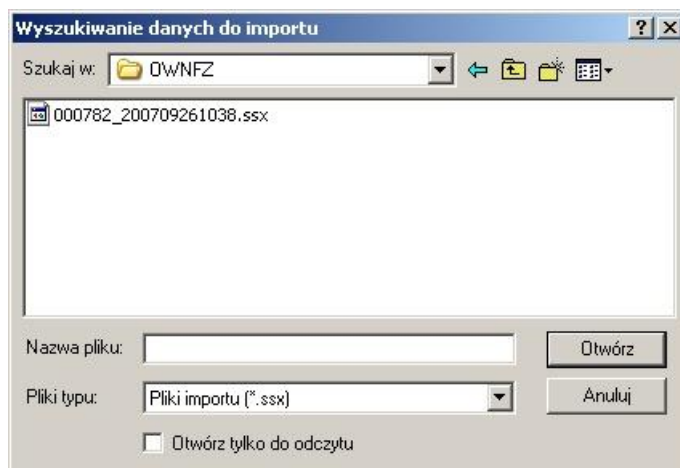 Wyszukiwanie danych do importu
Szukaj w: OWNFZ
000782_200709261038.ssx
Nazwa pliku: Otwórz
Pliki typu: Pliki importu (*.ssx) Anuluj
Otwórz tylko do odczytu